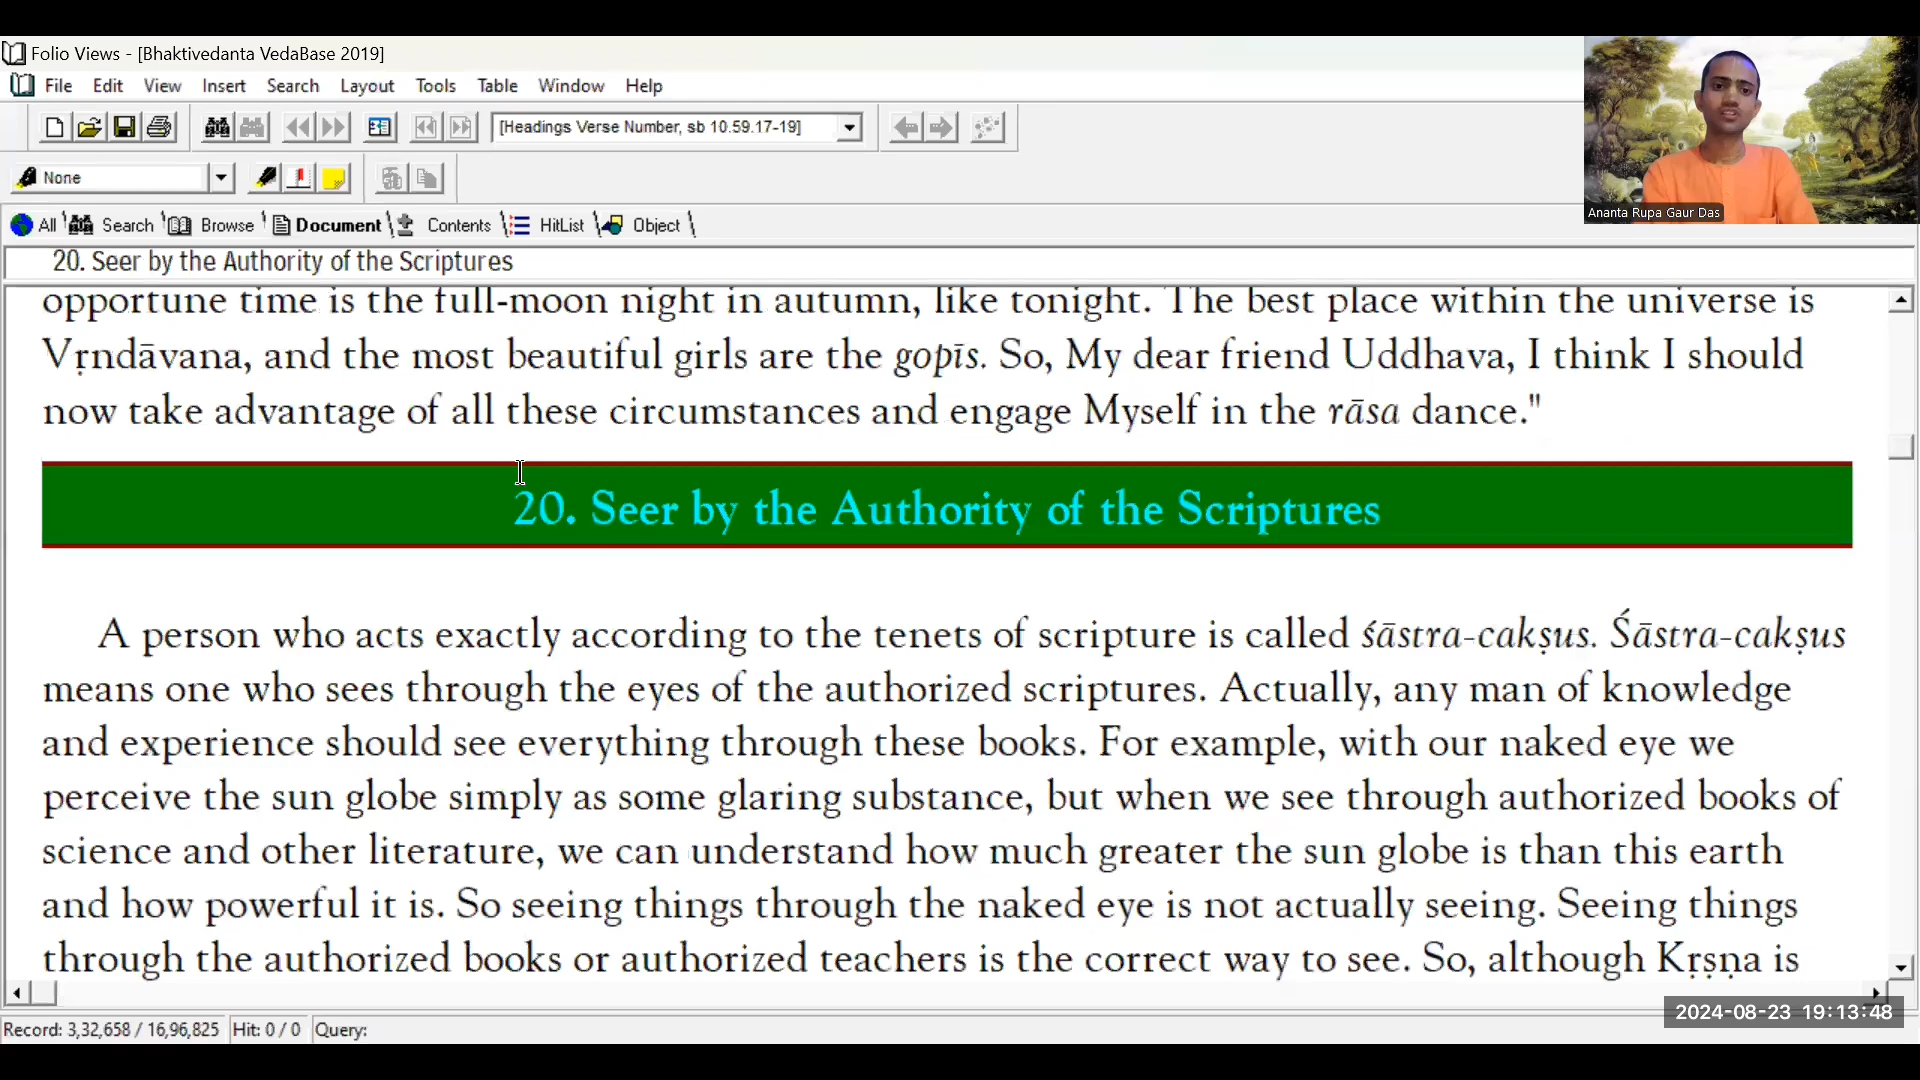 Folio Views - [Bhaktivedanta VedaBase 2019]
File Edit View Insert Search Layout Tools Table Window Help
[Headings Verse Number, sb 10.59.17-19]
None
Ananta Rupa Gaur Das
All Search Browse Document Contents HitList Object
20. Seer by the Authority of the Scriptures
opportune time is the full-moon night in autumn, like tonight. The best place within the universe is
Vṛndāvana, and the most beautiful girls are the gopīs. So, My dear friend Uddhava, I think I should
now take advantage of all these circumstances and engage Myself in the rāsa dance."
20. Seer by the Authority of the Scriptures
A person who acts exactly according to the tenets of scripture is called śāstra-cakṣus. Śāstra-cakṣus
means one who sees through the eyes of the authorized scriptures. Actually, any man of knowledge
and experience should see everything through these books. For example, with our naked eye we
perceive the sun globe simply as some glaring substance, but when we see through authorized books of
science and other literature, we can understand how much greater the sun globe is than this earth
and how powerful it is. So seeing things through the naked eye is not actually seeing. Seeing things
through the authorized books or authorized teachers is the correct way to see. So, although Kṛṣṇa is
2024-08-23 19:13:48
Record: 3,32,658 / 16,96,825 Hit: 0 / 0 Query: